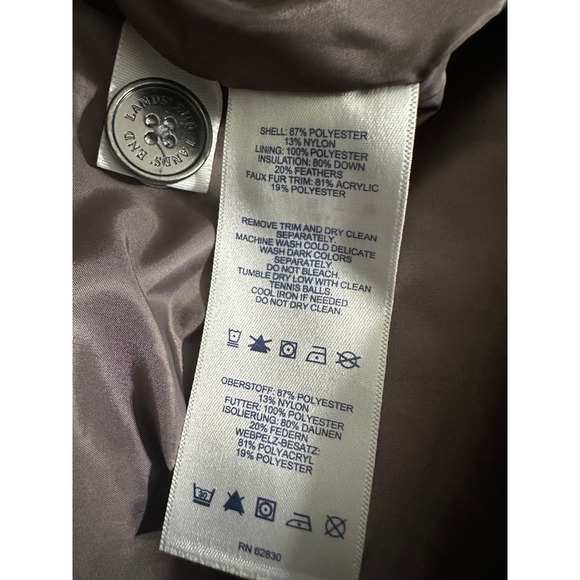 LANDS' END LANDS' END
SHELL: 87% POLYESTER
13% NYLON
LINING: 100% POLYESTER
INSULATION: 80% DOWN
20% FEATHERS
FAUX FUR TRIM: 81% ACRYLIC
19% POLYESTER
REMOVE TRIM AND DRY CLEAN
SEPARATELY.
MACHINE WASH COLD DELICATE
WASH DARK COLORS
SEPARATELY
DO NOT BLEACH.
TUMBLE DRY LOW WITH CLEAN
TENNIS BALLS.
COOL IRON IF NEEDED
DO NOT DRY CLEAN.
OBERSTOFF: 87% POLYESTER
13% NYLON
FUTTER: 100% POLYESTER
ISOLIERUNG: 80% DAUNEN
20% FEDERN
WEBPELZ-BESATZ:
81% POLYACRYL
19% POLYESTER
30
RN 62830